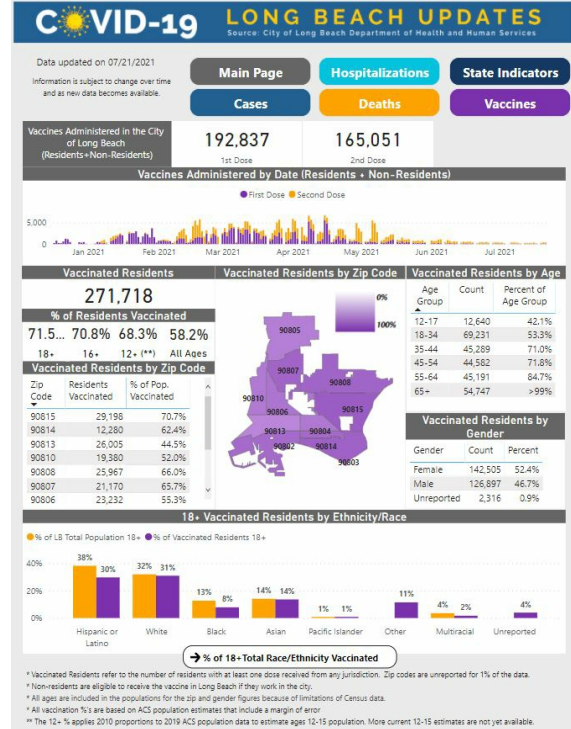 COVID-19 LONG BEACH UPDATES
Source: City of Long Beach Department of Health and Human Services
Data updated on 07/21/2021
Information is subject to change over time
and as new data becomes available.
Main Page Hospitalizations State Indicators
Cases Deaths Vaccines
Vaccines Administered in the City
of Long Beach
(Residents+Non-Residents)
192,837 165,051
1st Dose 2nd Dose
Vaccines Administered by Date (Residents + Non-Residents)
First Dose Second Dose
5,000
0
Jan 2021 Feb 2021 Mar 2021 Apr 2021 May 2021 Jun 2021 Jul 2021
Vaccinated Residents
271,718
% of Residents Vaccinated
71.5... 70.8% 68.3% 58.2%
18+ 16+ 12+ (**) All Ages
Vaccinated Residents by Zip Code
Zip Code Residents Vaccinated % of Pop. Vaccinated
90815 29,198 70.7%
90814 12,280 62.4%
90813 26,005 44.5%
90810 19,380 52.0%
90808 25,967 66.0%
90807 21,170 65.7%
90806 23,232 55.3%
Vaccinated Residents by Zip Code
0%
100%
90805
90807
90808
90810
90806
90815
90813
90804
90802
90814
90803
Vaccinated Residents by Age
Age Group Count Percent of Age Group
12-17 12,640 42.1%
18-34 69,231 53.3%
35-44 45,289 71.0%
45-54 44,582 71.8%
55-64 45,191 84.7%
65+ 54,747 >99%
Vaccinated Residents by
Gender
Gender Count Percent
Female 142,505 52.4%
Male 126,897 46.7%
Unreported 2,316 0.9%
18+ Vaccinated Residents by Ethnicity/Race
% of LB Total Population 18+ % of Vaccinated Residents 18+
40%
20%
0%
38% 30% 32% 31% 13% 8% 14% 14% 1% 1% 11% 4% 2% 4%
Hispanic or Latino White Black Asian Pacific Islander Other Multiracial Unreported
→ % of 18+Total Race/Ethnicity Vaccinated
* Vaccinated Residents refer to the number of residents with at least one dose received from any jurisdiction. Zip codes are unreported for 1% of the data.
* Non-residents are eligible to receive the vaccine in Long Beach if they work in the city.
* All ages are included in the populations for the zip and gender figures because of limitations of Census data.
* All vaccination %'s are based on ACS population estimates that include a margin of error
** The 12+ % applies 2010 proportions to 2019 ACS population data to estimate ages 12-15 population. More current 12-15 estimates are not yet available.